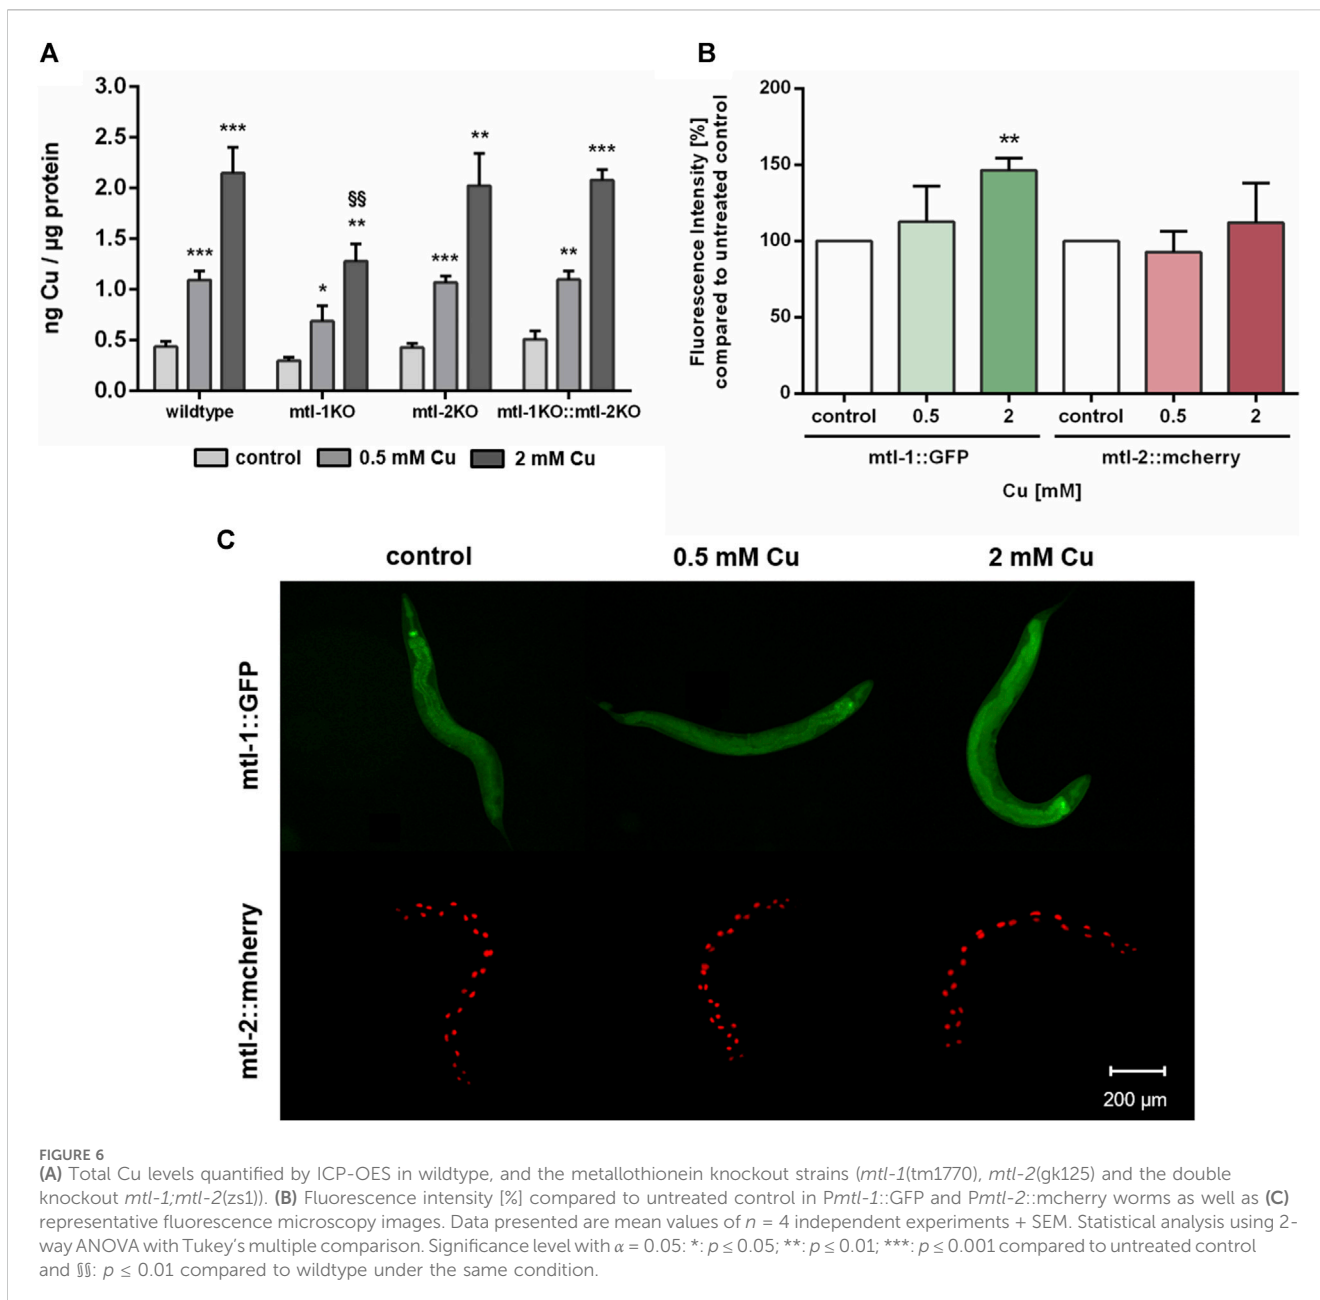 A
3.0
2.5
2.0
1.5
1.0
0.5
0.0
ng Cu / µg protein
***
***
*
§§
**
***
**
**
***
wildtype
mtl-1KO
mtl-2KO
mtl-1KO::mtl-2KO
control
0.5 mM Cu
2 mM Cu
B
200
150
100
50
0
Fluorescence Intensity [%]
compared to untreated control
**
control
0.5
2
control
0.5
2
mtl-1::GFP
mtl-2::mcherry
Cu [mM]
C
control
0.5 mM Cu
2 mM Cu
mtl-1::GFP
mtl-2::mcherry
200 µm
FIGURE 6
(A) Total Cu levels quantified by ICP-OES in wildtype, and the metallothionein knockout strains (mtl-1(tm1770), mtl-2(gk125) and the double
knockout mtl-1;mtl-2(zs1)). (B) Fluorescence intensity [%] compared to untreated control in Pmtl-1::GFP and Pmtl-2::mcherry worms as well as (C)
representative fluorescence microscopy images. Data presented are mean values of n = 4 independent experiments + SEM. Statistical analysis using 2-
way ANOVA with Tukey's multiple comparison. Significance level with α = 0.05: *: p ≤ 0.05; **: p ≤ 0.01; ***: p ≤ 0.001 compared to untreated control
and §§: p ≤ 0.01 compared to wildtype under the same condition.